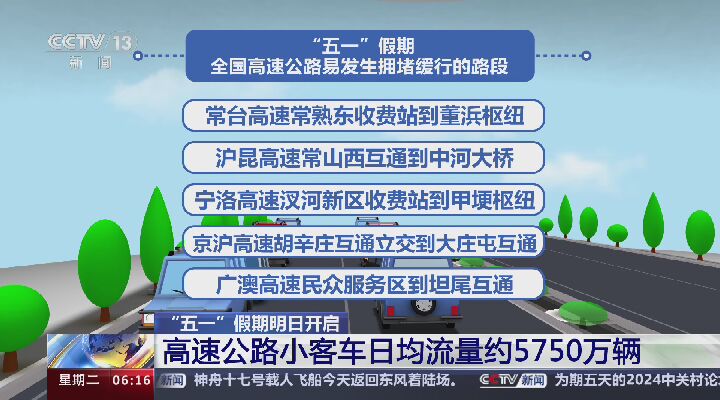 CCTV 13
新闻
“五一”假期
全国高速公路易发生拥堵缓行的路段
常台高速常熟东收费站到董浜枢纽
沪昆高速常山西互通到中河大桥
宁洛高速汊河新区收费站到甲埂枢纽
京沪高速胡辛庄互通立交到大庄屯互通
广澳高速民众服务区到坦尾互通
“五一”假期明日开启
高速公路小客车日均流量约5750万辆
星期二 06:16 新闻 神舟十七号载人飞船今天返回东风着陆场。 CCTV 新闻 为期五天的2024中关村论